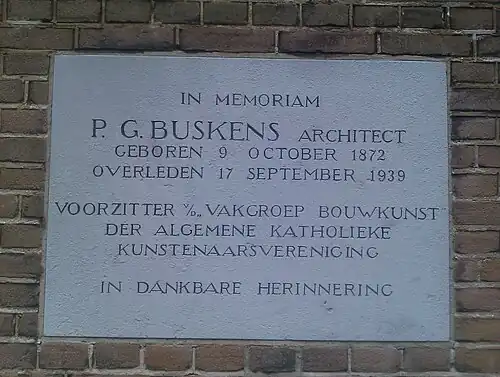 IN MEMORIAM
P. G. BUSKENS ARCHITECT
GEBOREN 9 OCTOBER 1872
OVERLEDEN 17 SEPTEMBER 1939
VOORZITTER V/D „VAKGROEP BOUWKUNST"
DER ALGEMENE KATHOLIEKE
KUNSTENAARSVERENIGING
IN DANKBARE HERINNERING